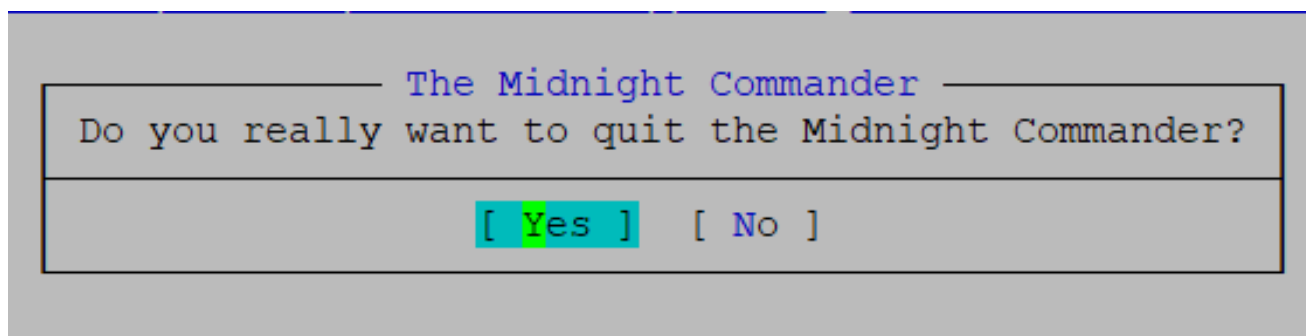 The Midnight Commander
Do you really want to quit the Midnight Commander?
[ Yes ] [ No ]